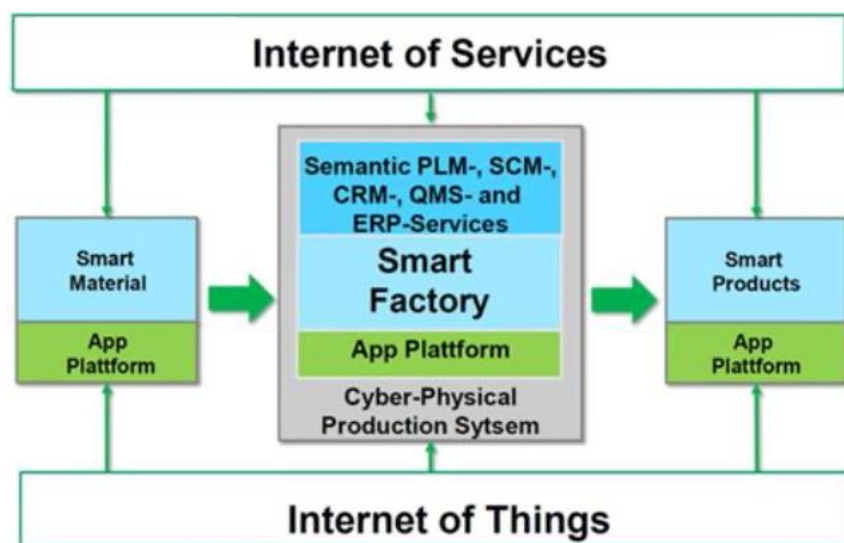 Internet of Services
Semantic PLM-, SCM-,
CRM-, QMS- and
ERP-Services
Smart
Material
Smart
Factory
Smart
Products
App
Plattform
App Plattform
App
Plattform
Cyber-Physical
Production Sytsem
Internet of Things